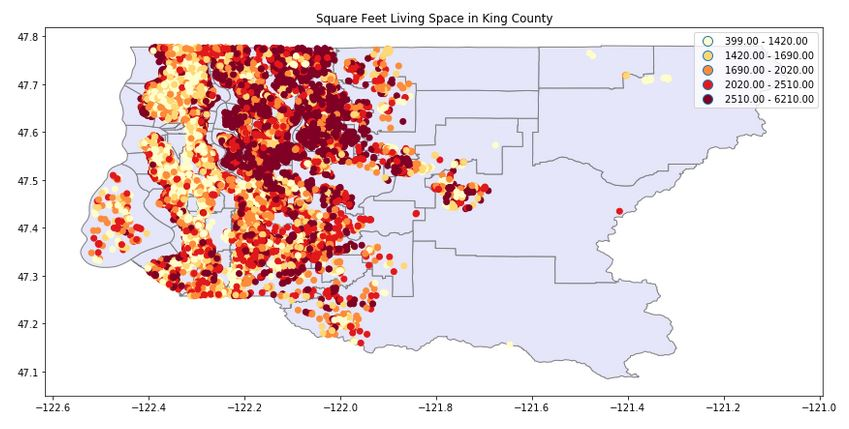 Square Feet Living Space in King County
399.00 - 1420.00
1420.00 - 1690.00
1690.00 - 2020.00
2020.00 - 2510.00
2510.00 - 6210.00
47.8
47.7
47.6
47.5
47.4
47.3
47.2
47.1
−122.6 −122.4 −122.2 −122.0 −121.8 −121.6 −121.4 −121.2 −121.0